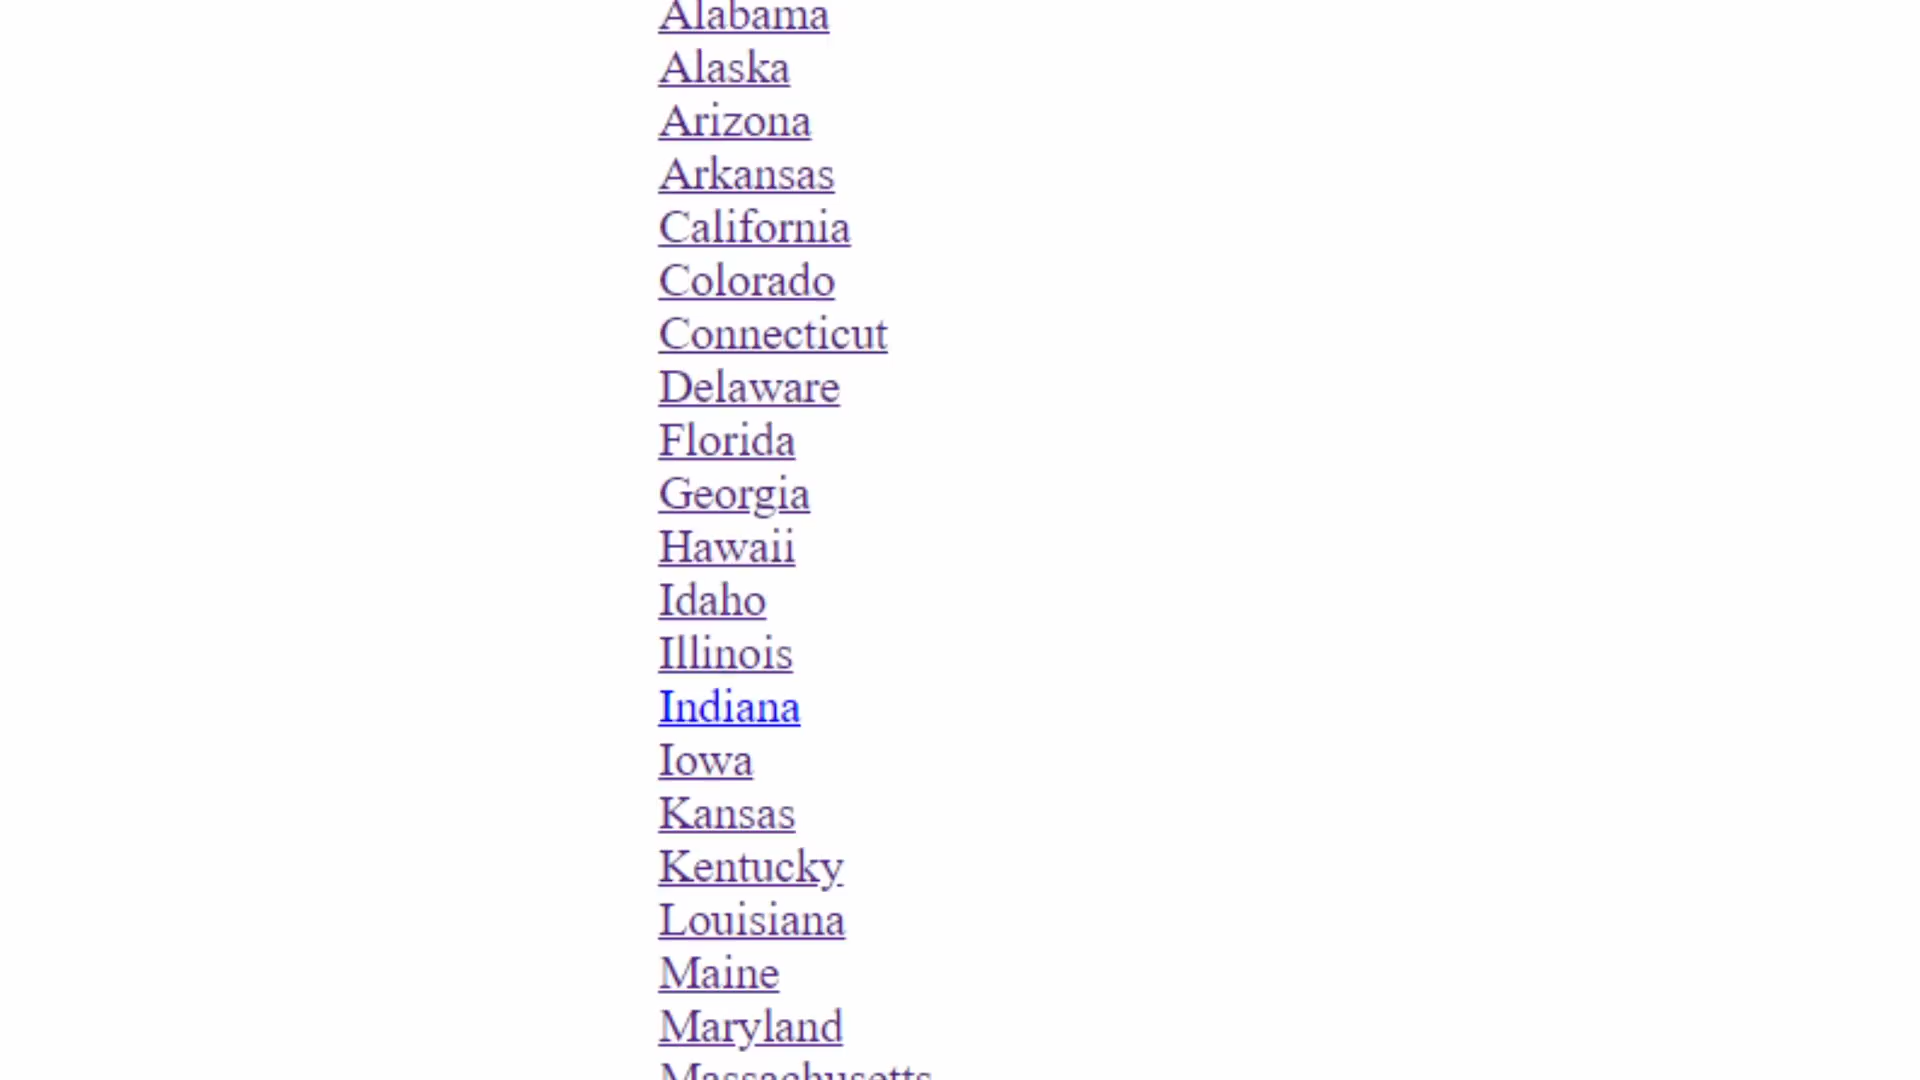 Alabama
Alaska
Arizona
Arkansas
California
Colorado
Connecticut
Delaware
Florida
Georgia
Hawaii
Idaho
Illinois
Indiana
Iowa
Kansas
Kentucky
Louisiana
Maine
Maryland
Massachusetts